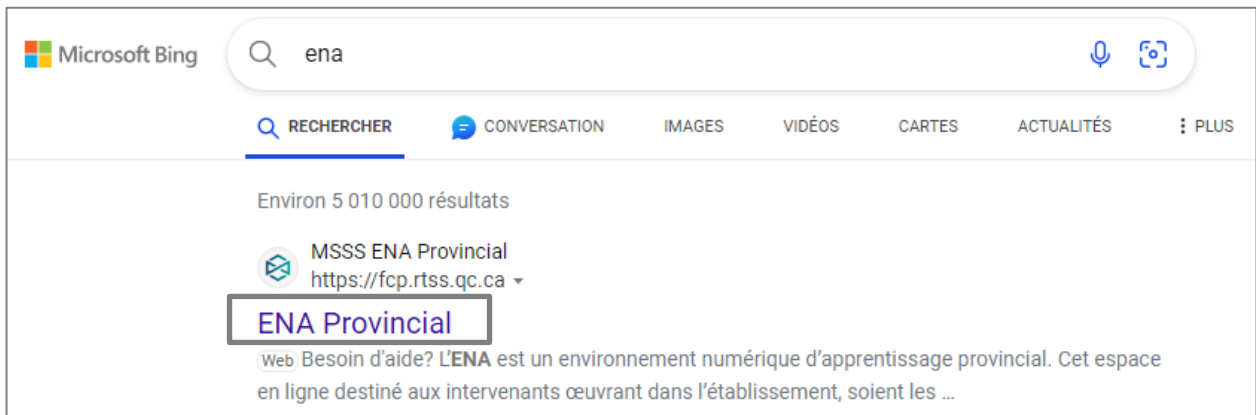 Microsoft Bing
ena
RECHERCHER CONVERSATION IMAGES VIDÉOS CARTES ACTUALITÉS PLUS
Environ 5 010 000 résultats
MSSS ENA Provincial
https://fcp.rtss.qc.ca
ENA Provincial
Web Besoin d'aide? L'ENA est un environnement numérique d'apprentissage provincial. Cet espace
en ligne destiné aux intervenants œuvrant dans l'établissement, soient les ...